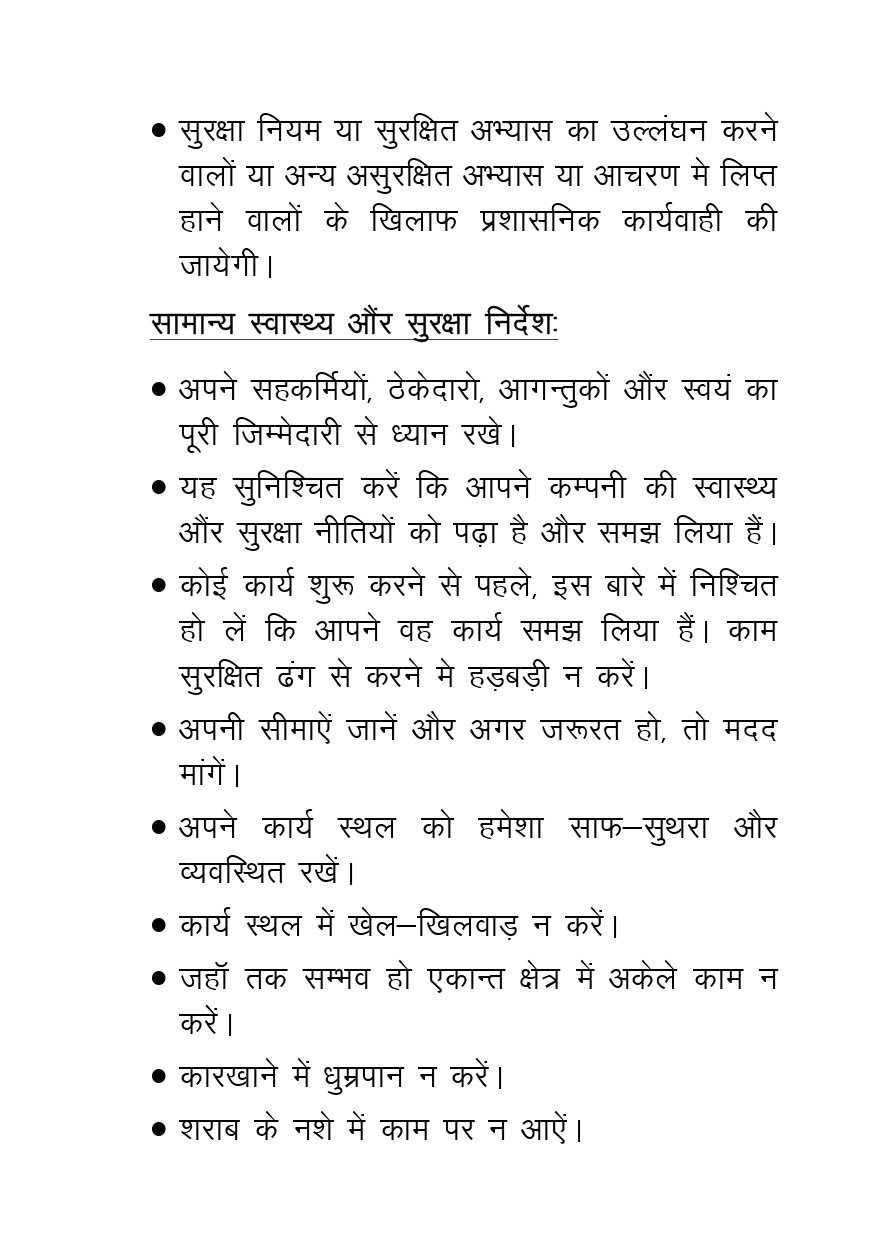 • सुरक्षा नियम या सुरक्षित अभ्यास का उल्लंघन करने
वालों या अन्य असुरक्षित अभ्यास या आचरण मे लिप्त
हाने वालों के खिलाफ प्रशासनिक कार्यवाही की
जायेगी।
सामान्य स्वास्थ्य औंर सुरक्षा निर्देशः
• अपने सहकर्मियों, ठेकेदारो, आगन्तुकों औंर स्वयं का
पूरी जिम्मेदारी से ध्यान रखे।
• यह सुनिश्चित करें कि आपने कम्पनी की स्वास्थ्य
औंर सुरक्षा नीतियों को पढ़ा है और समझ लिया हैं।
• कोई कार्य शुरू करने से पहले, इस बारे में निश्चित
हो लें कि आपने वह कार्य समझ लिया हैं। काम
सुरक्षित ढंग से करने मे हड़बड़ी न करें।
• अपनी सीमाऐं जानें और अगर जरूरत हो, तो मदद
मांगें।
• अपने कार्य स्थल को हमेशा साफ–सुथरा और
व्यवस्थित रखें।
• कार्य स्थल में खेल–खिलवाड़ न करें।
• जहॉ तक सम्भव हो एकान्त क्षेत्र में अकेले काम न
करें।
• कारखाने में धुम्रपान न करें।
• शराब के नशे में काम पर न आऐं।